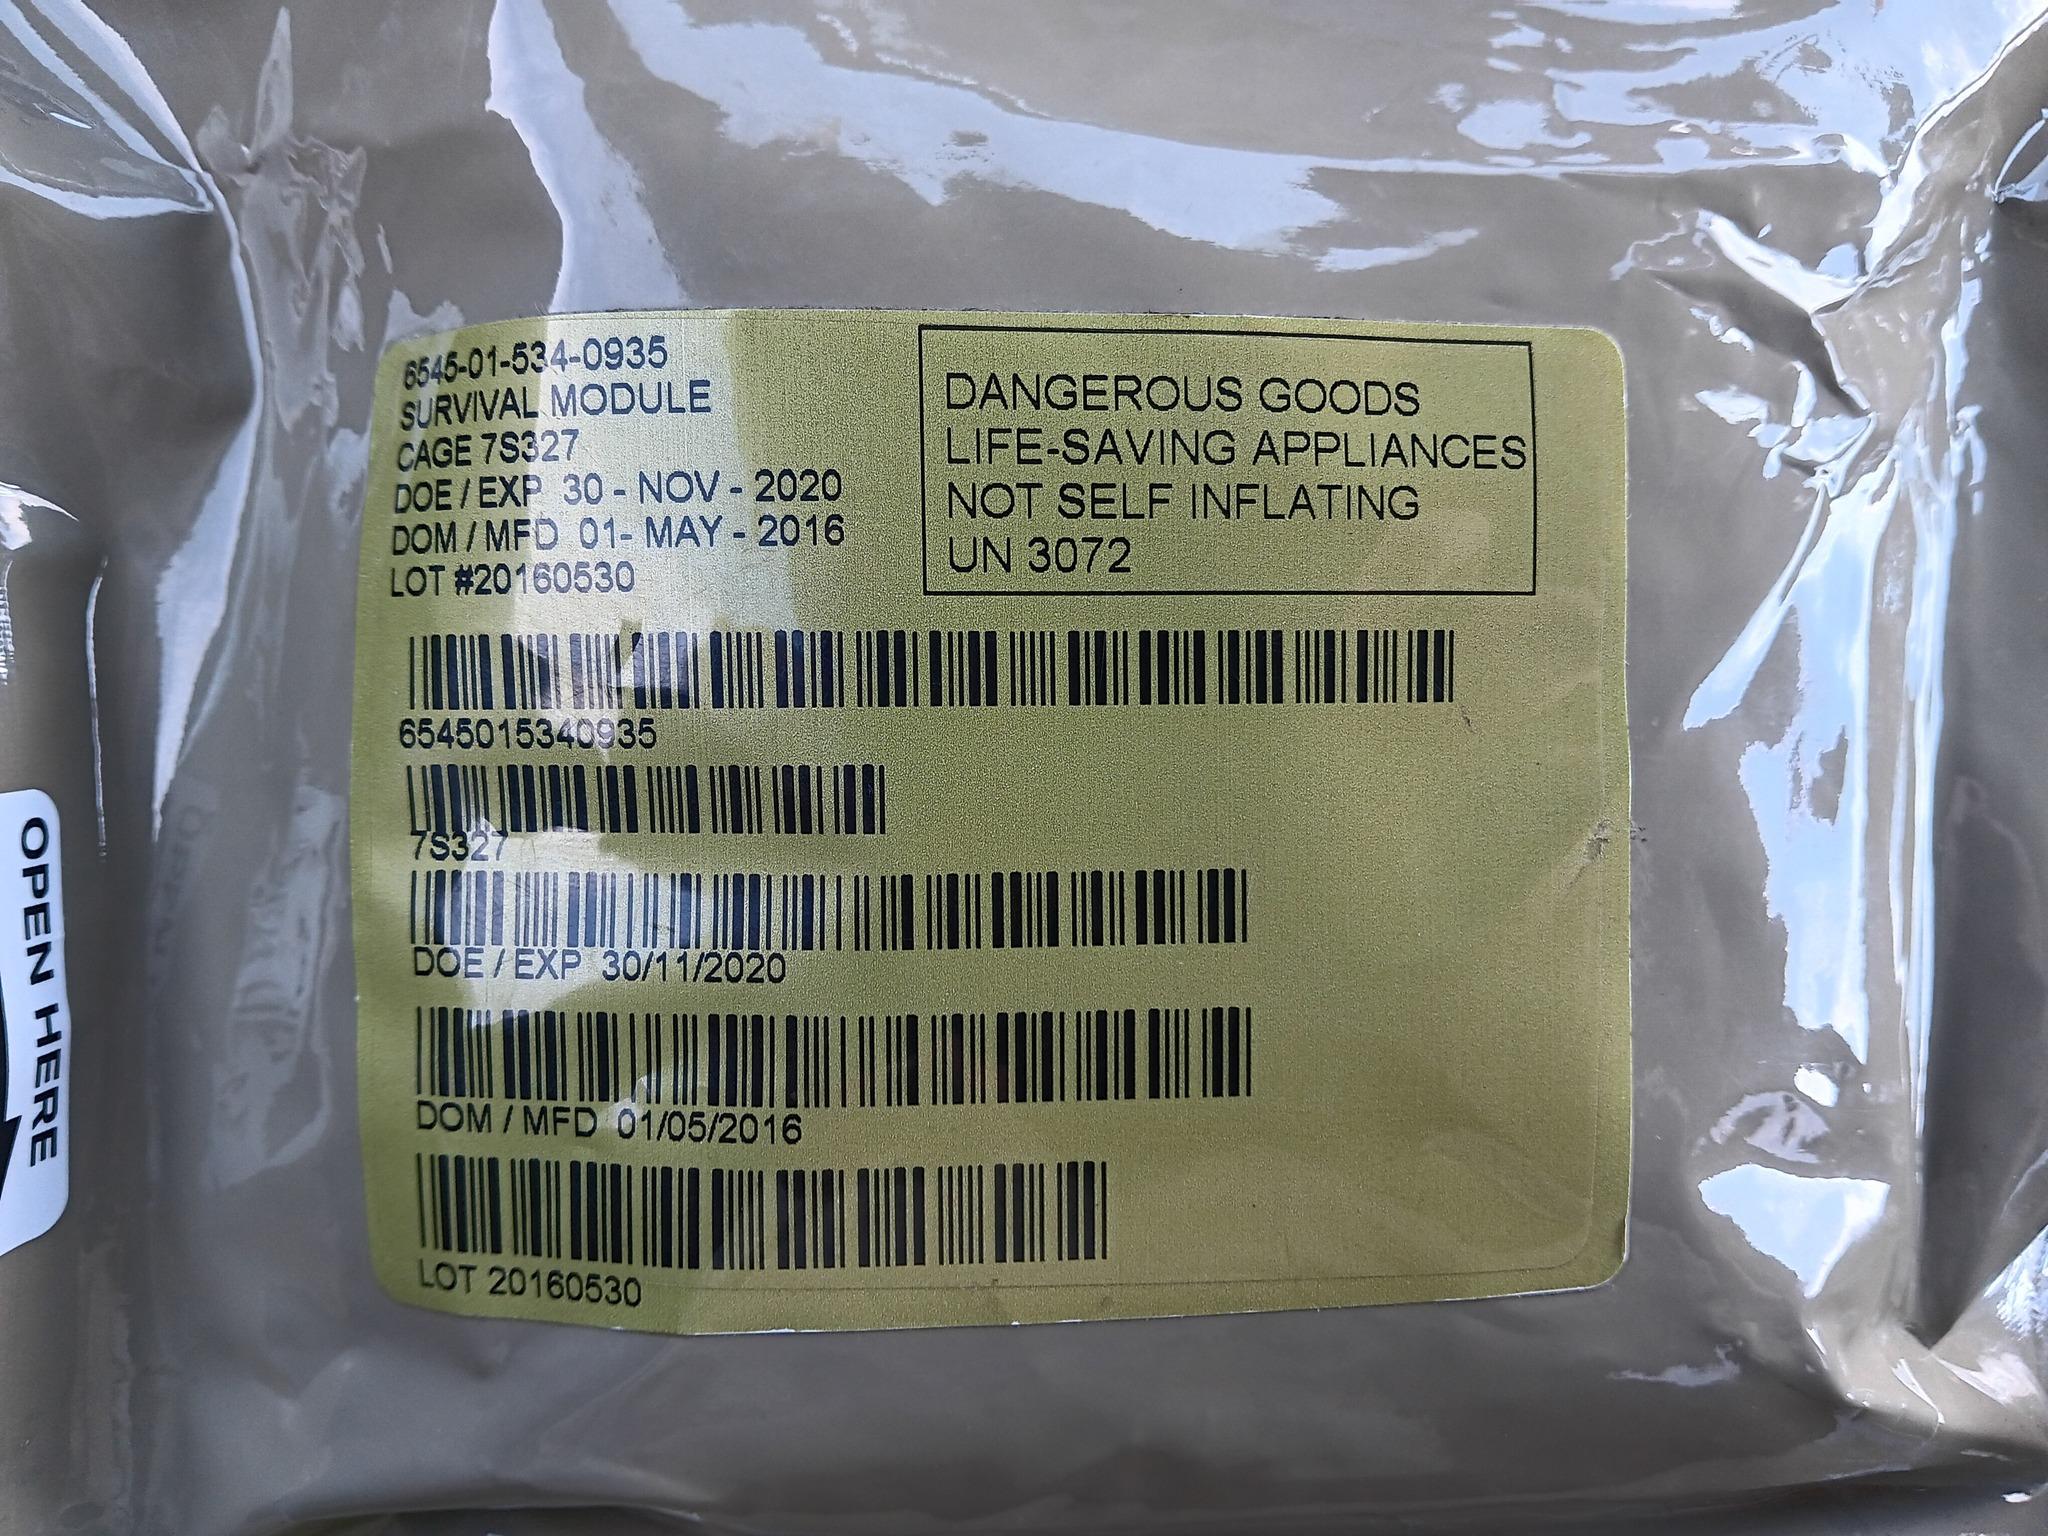 6545-01-534-0935
SURVIVAL MODULE
CAGE 7S327
DOE / EXP 30 - NOV - 2020
DOM / MFD 01- MAY - 2016
LOT #20160530
DANGEROUS GOODS
LIFE-SAVING APPLIANCES
NOT SELF INFLATING
UN 3072
6545015340935
7S327
DOE / EXP 30/11/2020
DOM / MFD 01/05/2016
LOT 20160530
OPEN HERE